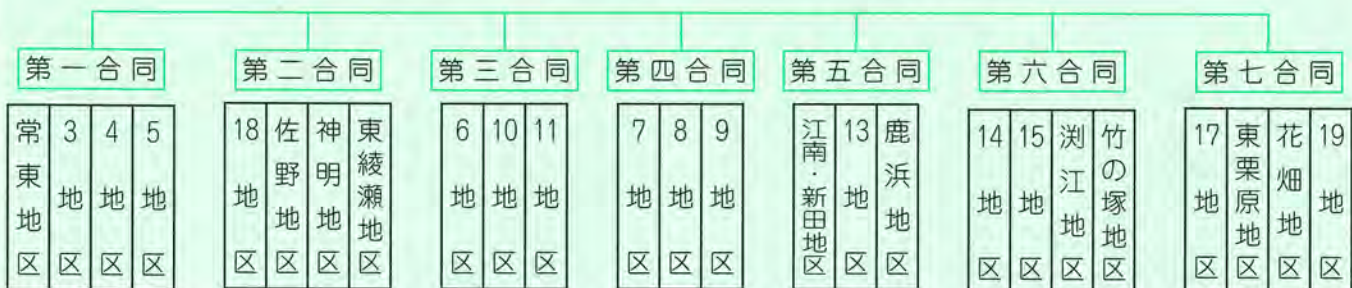 第一合同
常東地区
3地区
4地区
5地区
第二合同
18地区
佐野地区
神明地区
東綾瀬地区
第三合同
6地区
10地区
11地区
第四合同
7地区
8地区
9地区
第五合同
江南・新田地区
13地区
鹿浜地区
第六合同
14地区
15地区
渕江地区
竹の塚地区
第七合同
17地区
東栗原地区
花畑地区
19地区